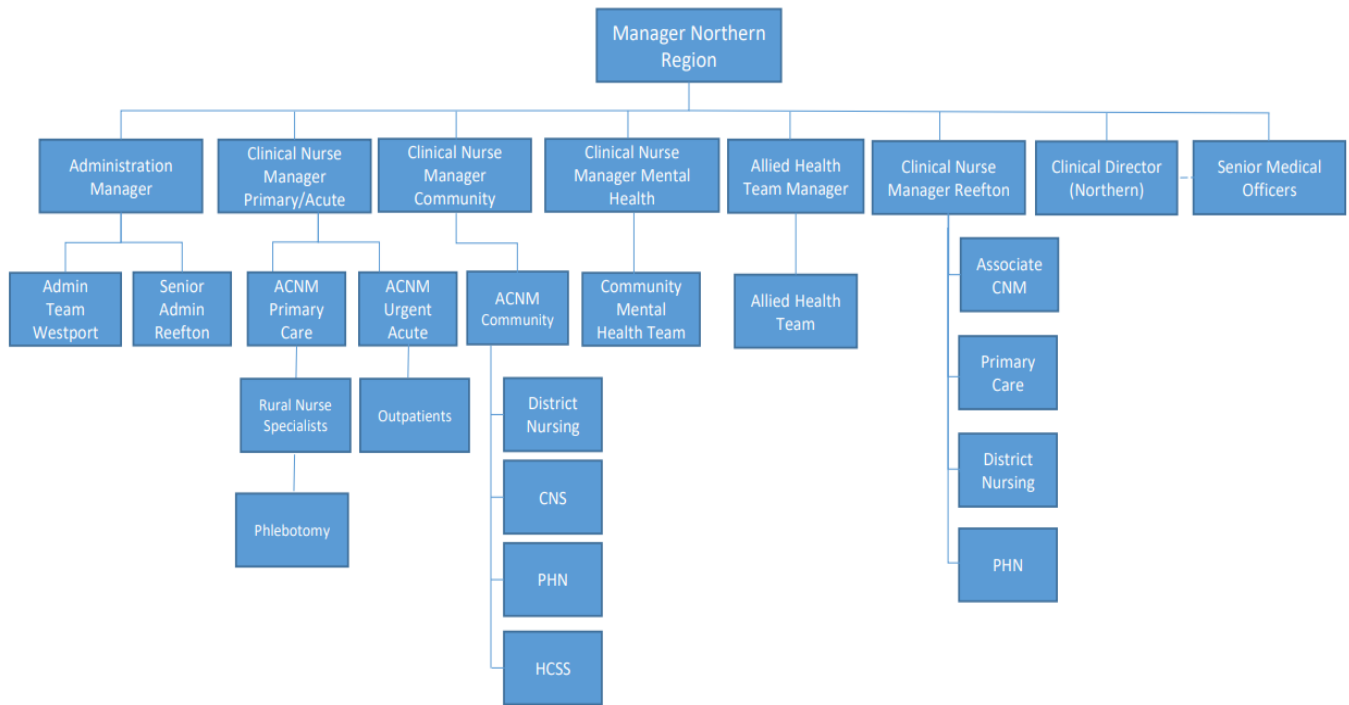 Manager Northern
Region
Administration
Manager
Clinical Nurse
Manager
Primary/Acute
Clinical Nurse
Manager
Community
Clinical Nurse
Manager Mental
Health
Allied Health
Team Manager
Clinical Nurse
Manager Reefton
Clinical Director
(Northern)
Senior Medical
Officers
Admin
Team
Westport
Senior
Admin
Reefton
ACNM
Primary
Care
ACNM
Urgent
Acute
ACNM
Community
Community
Mental
Health Team
Allied Health
Team
Associate
CNM
Rural Nurse
Specialists
Outpatients
District
Nursing
Primary
Care
Phlebotomy
CNS
District
Nursing
PHN
PHN
HCSS